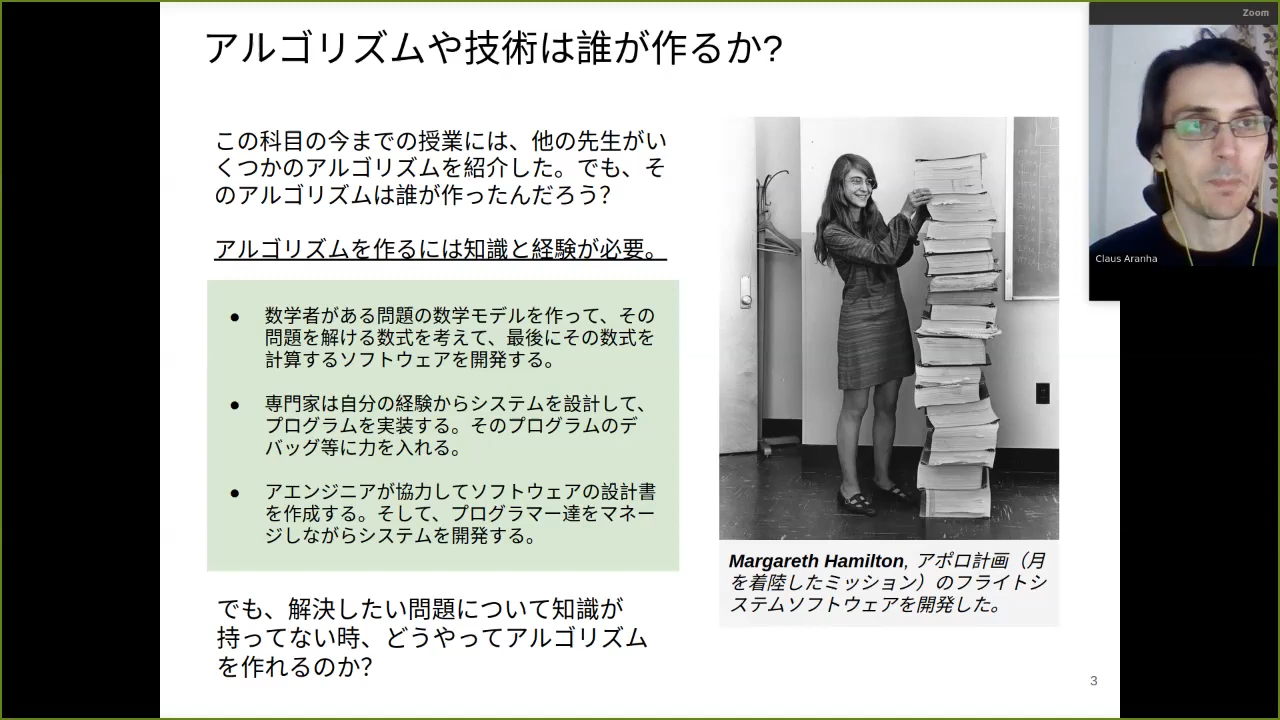 アルゴリズムや技術は誰が作るか?
この科目の今までの授業には、他の先生がい
くつかのアルゴリズムを紹介した。でも、そ
のアルゴリズムは誰が作ったんだろう?
アルゴリズムを作るには知識と経験が必要。
● 数学者がある問題の数学モデルを作って、その
問題を解ける数式を考えて、最後にその数式を
計算するソフトウェアを開発する。
● 専門家は自分の経験からシステムを設計して、
プログラムを実装する。そのプログラムのデ
バッグ等に力を入れる。
● アエンジニアが協力してソフトウェアの設計書
を作成する。そして、プログラマー達をマネー
ジしながらシステムを開発する。
でも、解決したい問題について知識が
持ってない時、どうやってアルゴリズム
を作れるのか?
Margareth Hamilton, アポロ計画（月
を着陸したミッション）のフライトシ
ステムソフトウェアを開発した。
3
Zoom
Claus Aranha